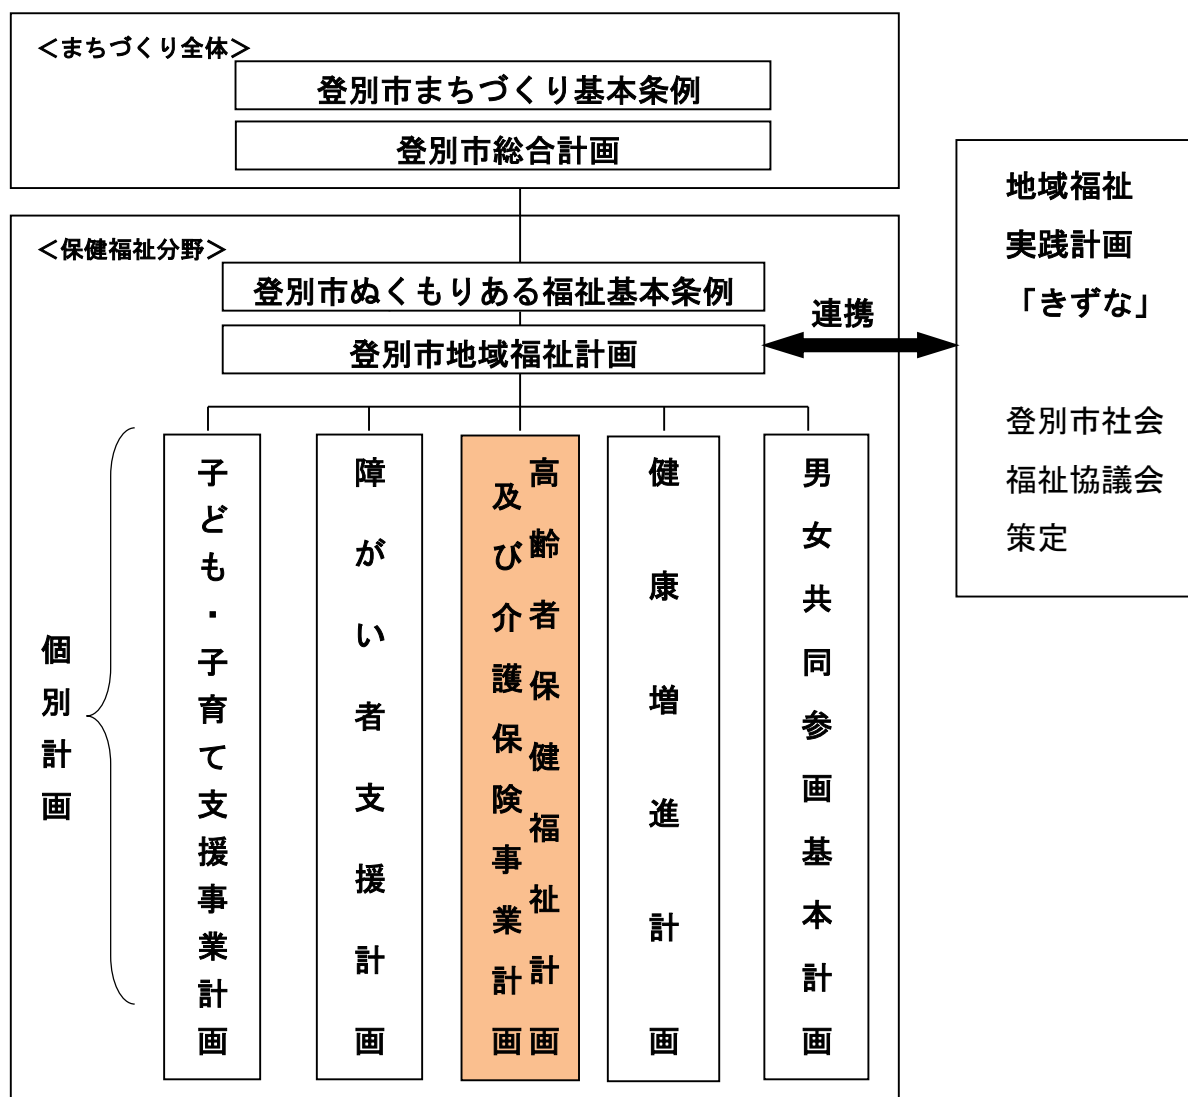 ＜まちづくり全体＞
登別市まちづくり基本条例
登別市総合計画
＜保健福祉分野＞
登別市ぬくもりある福祉基本条例
登別市地域福祉計画
連携
地域福祉
実践計画
「きずな」
登別市社会
福祉協議会
策定
個別計画
子ども・子育て支援事業計画
障がい者支援計画
高齢者保健福祉計画
及び介護保険事業計画
健康増進計画
男女共同参画基本計画